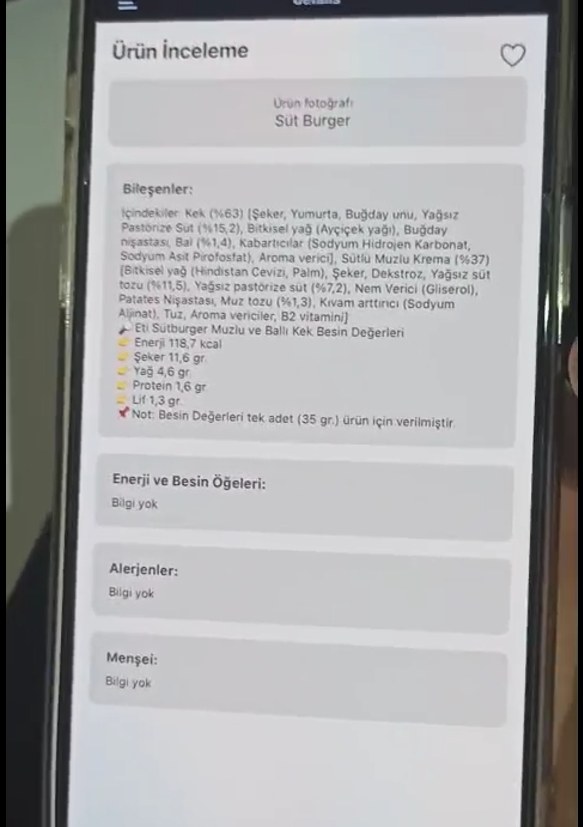 Details
Ürün İnceleme
Ürün fotoğrafı
Süt Burger
Bileşenler:
İçindekiler: Kek (%63) [Şeker, Yumurta, Buğday unu, Yağsız
Pastörize Süt (%15,2), Bitkisel yağ (Ayçiçek yağı), Buğday
nişastası, Bal (%1,4), Kabartıcılar (Sodyum Hidrojen Karbonat,
Sodyum Asit Pirofosfat), Aroma verici], Sütlü Muzlu Krema (%37)
[Bitkisel yağ (Hindistan Cevizi, Palm), Şeker, Dekstroz, Yağsız süt
tozu (%11,5), Yağsız pastörize süt (%7,2), Nem Verici (Gliserol),
Patates Nişastası, Muz tozu (%1,3), Kıvam arttırıcı (Sodyum
Aljinat), Tuz, Aroma vericiler, B2 vitamini]
Eti Sütburger Muzlu ve Ballı Kek Besin Değerleri
Enerji 118,7 kcal
Şeker 11,6 gr.
Yağ 4,6 gr.
Protein 1,6 gr.
Lif 1,3 gr.
Not: Besin Değerleri tek adet (35 gr.) ürün için verilmiştir.
Enerji ve Besin Öğeleri:
Bilgi yok
Alerjenler:
Bilgi yok
Menşei:
Bilgi yok